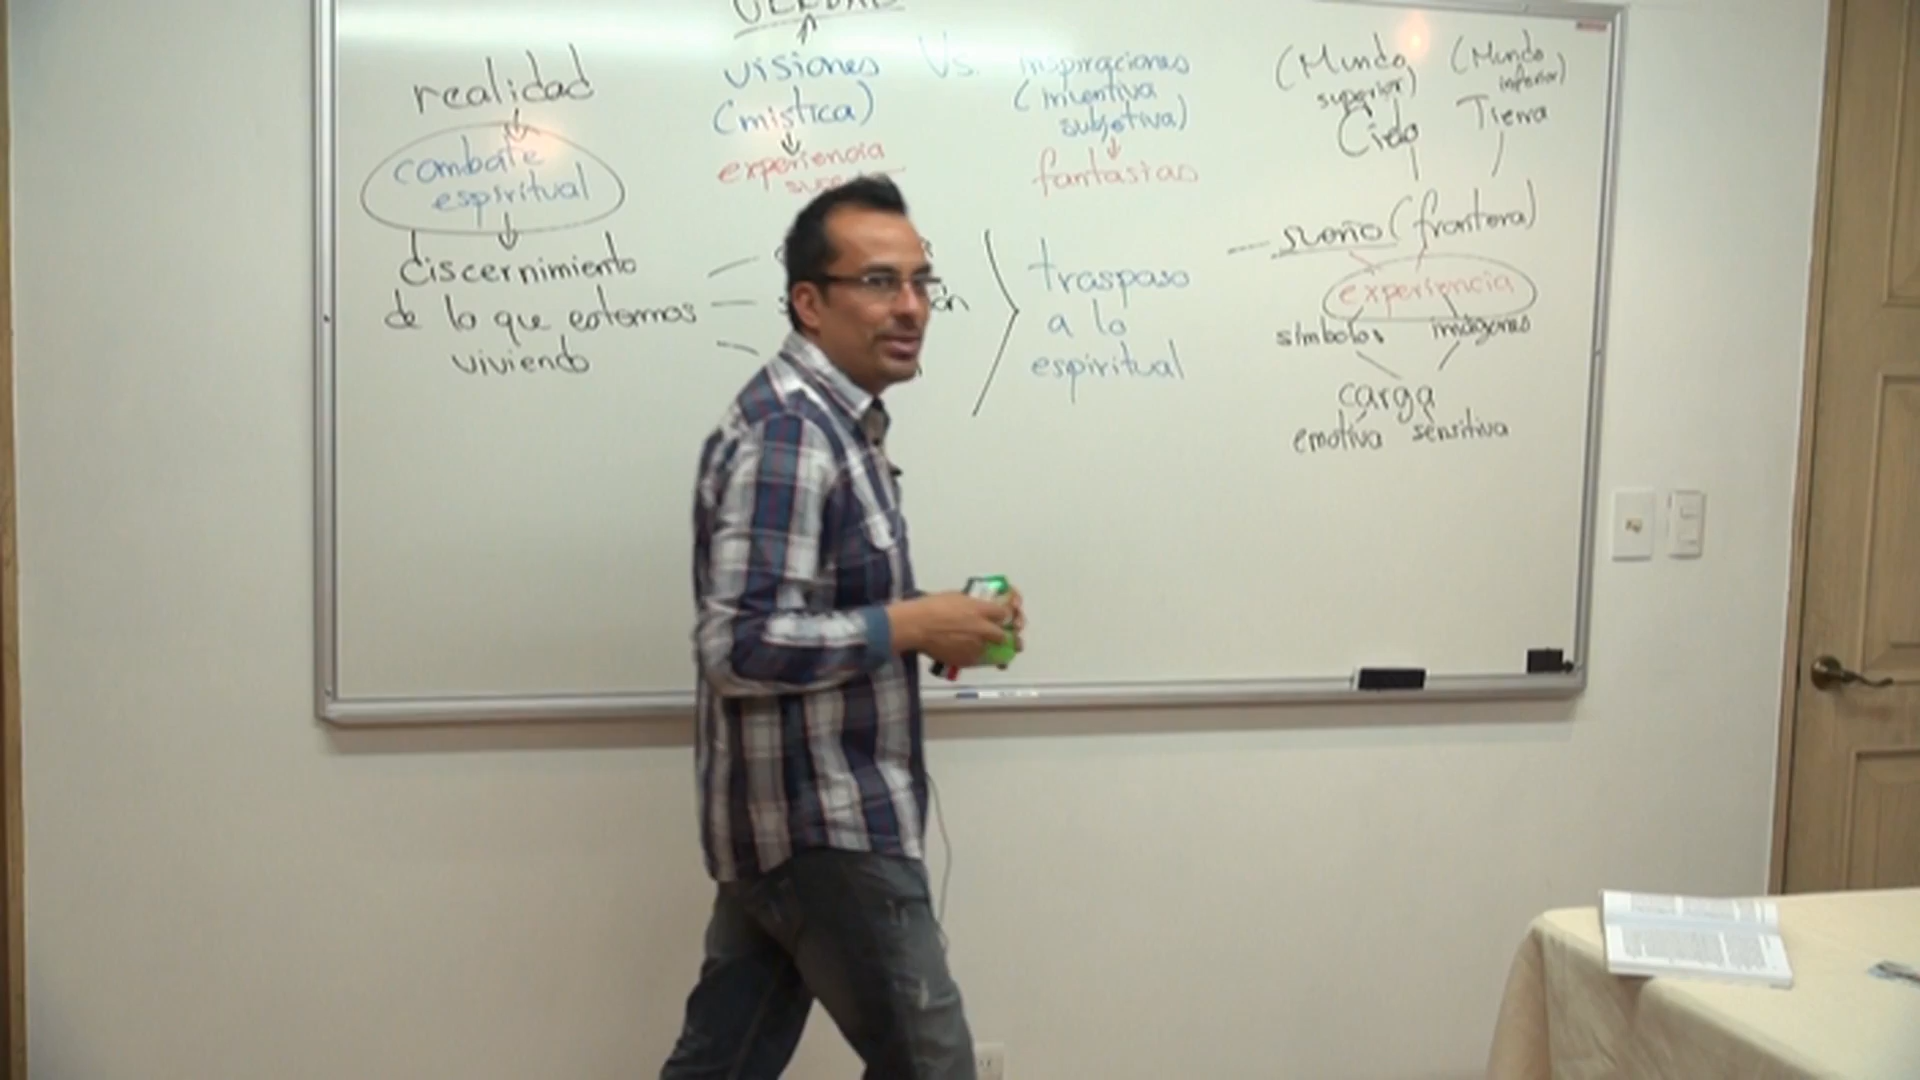 realidad
combate
espiritual
discernimiento
de lo que estamos
viviendo
visiones
(mística)
experiencia
Vs.
Inspiraciones
(inventiva
subjetiva)
fantasías
traspaso
a lo
espiritual
(Mundo
superior)
Cielo
(Mundo
inferior)
Tierra
sueño (frontera)
experiencia
símbolos imágenes
carga
emotiva sensitiva